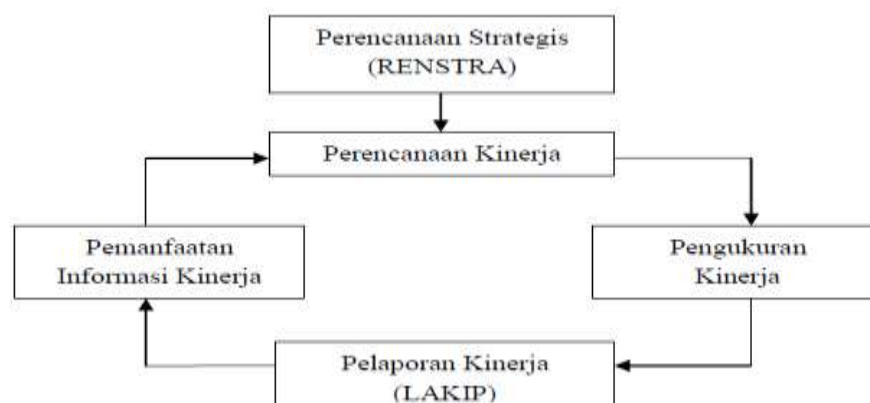 Perencanaan Strategis
(RENSTRA)
Perencanaan Kinerja
Pemanfaatan
Informasi Kinerja
Pengukuran
Kinerja
Pelaporan Kinerja
(LAKIP)